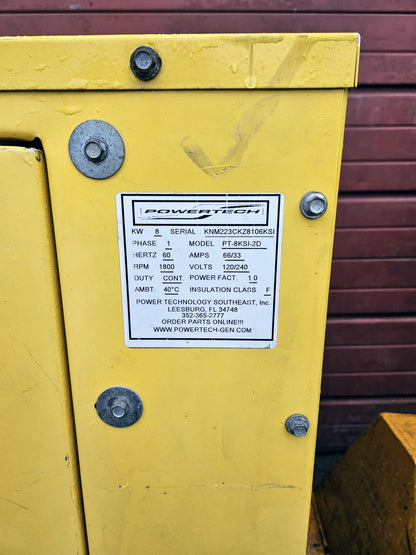 POWERTECH
KW 8 SERIAL KNM223CKZ8106KSI
PHASE 1 MODEL PT-8KSI-2D
HERTZ 60 AMPS 66/33
RPM 1800 VOLTS 120/240
DUTY CONT. POWER FACT. 1.0
AMBT. 40°C INSULATION CLASS F
POWER TECHNOLOGY SOUTHEAST, Inc.
LEESBURG, FL 34748
352-365-2777
ORDER PARTS ONLINE!!!
WWW.POWERTECH-GEN.COM